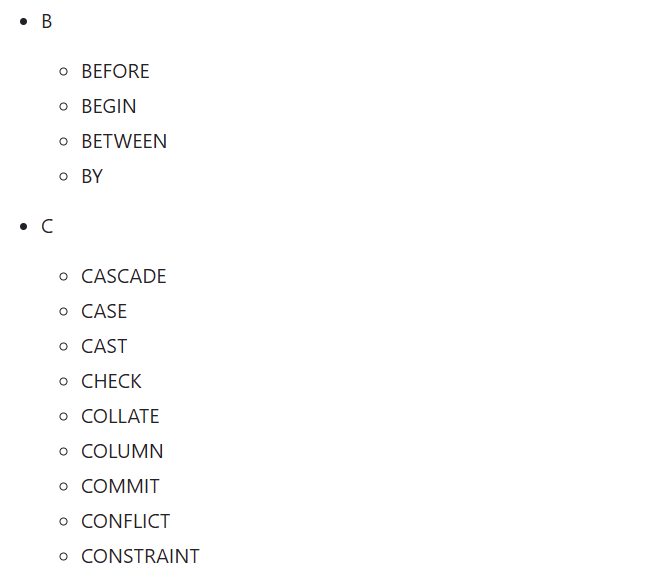 B
BEFORE
BEGIN
BETWEEN
BY
C
CASCADE
CASE
CAST
CHECK
COLLATE
COLUMN
COMMIT
CONFLICT
CONSTRAINT